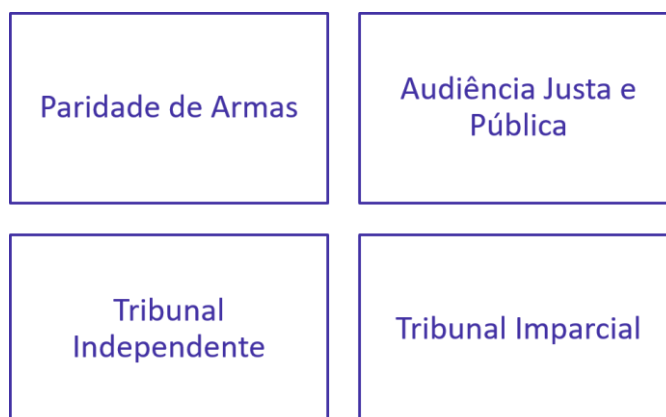 Paridade de Armas
Audiência Justa e
Pública
Tribunal
Independente
Tribunal Imparcial